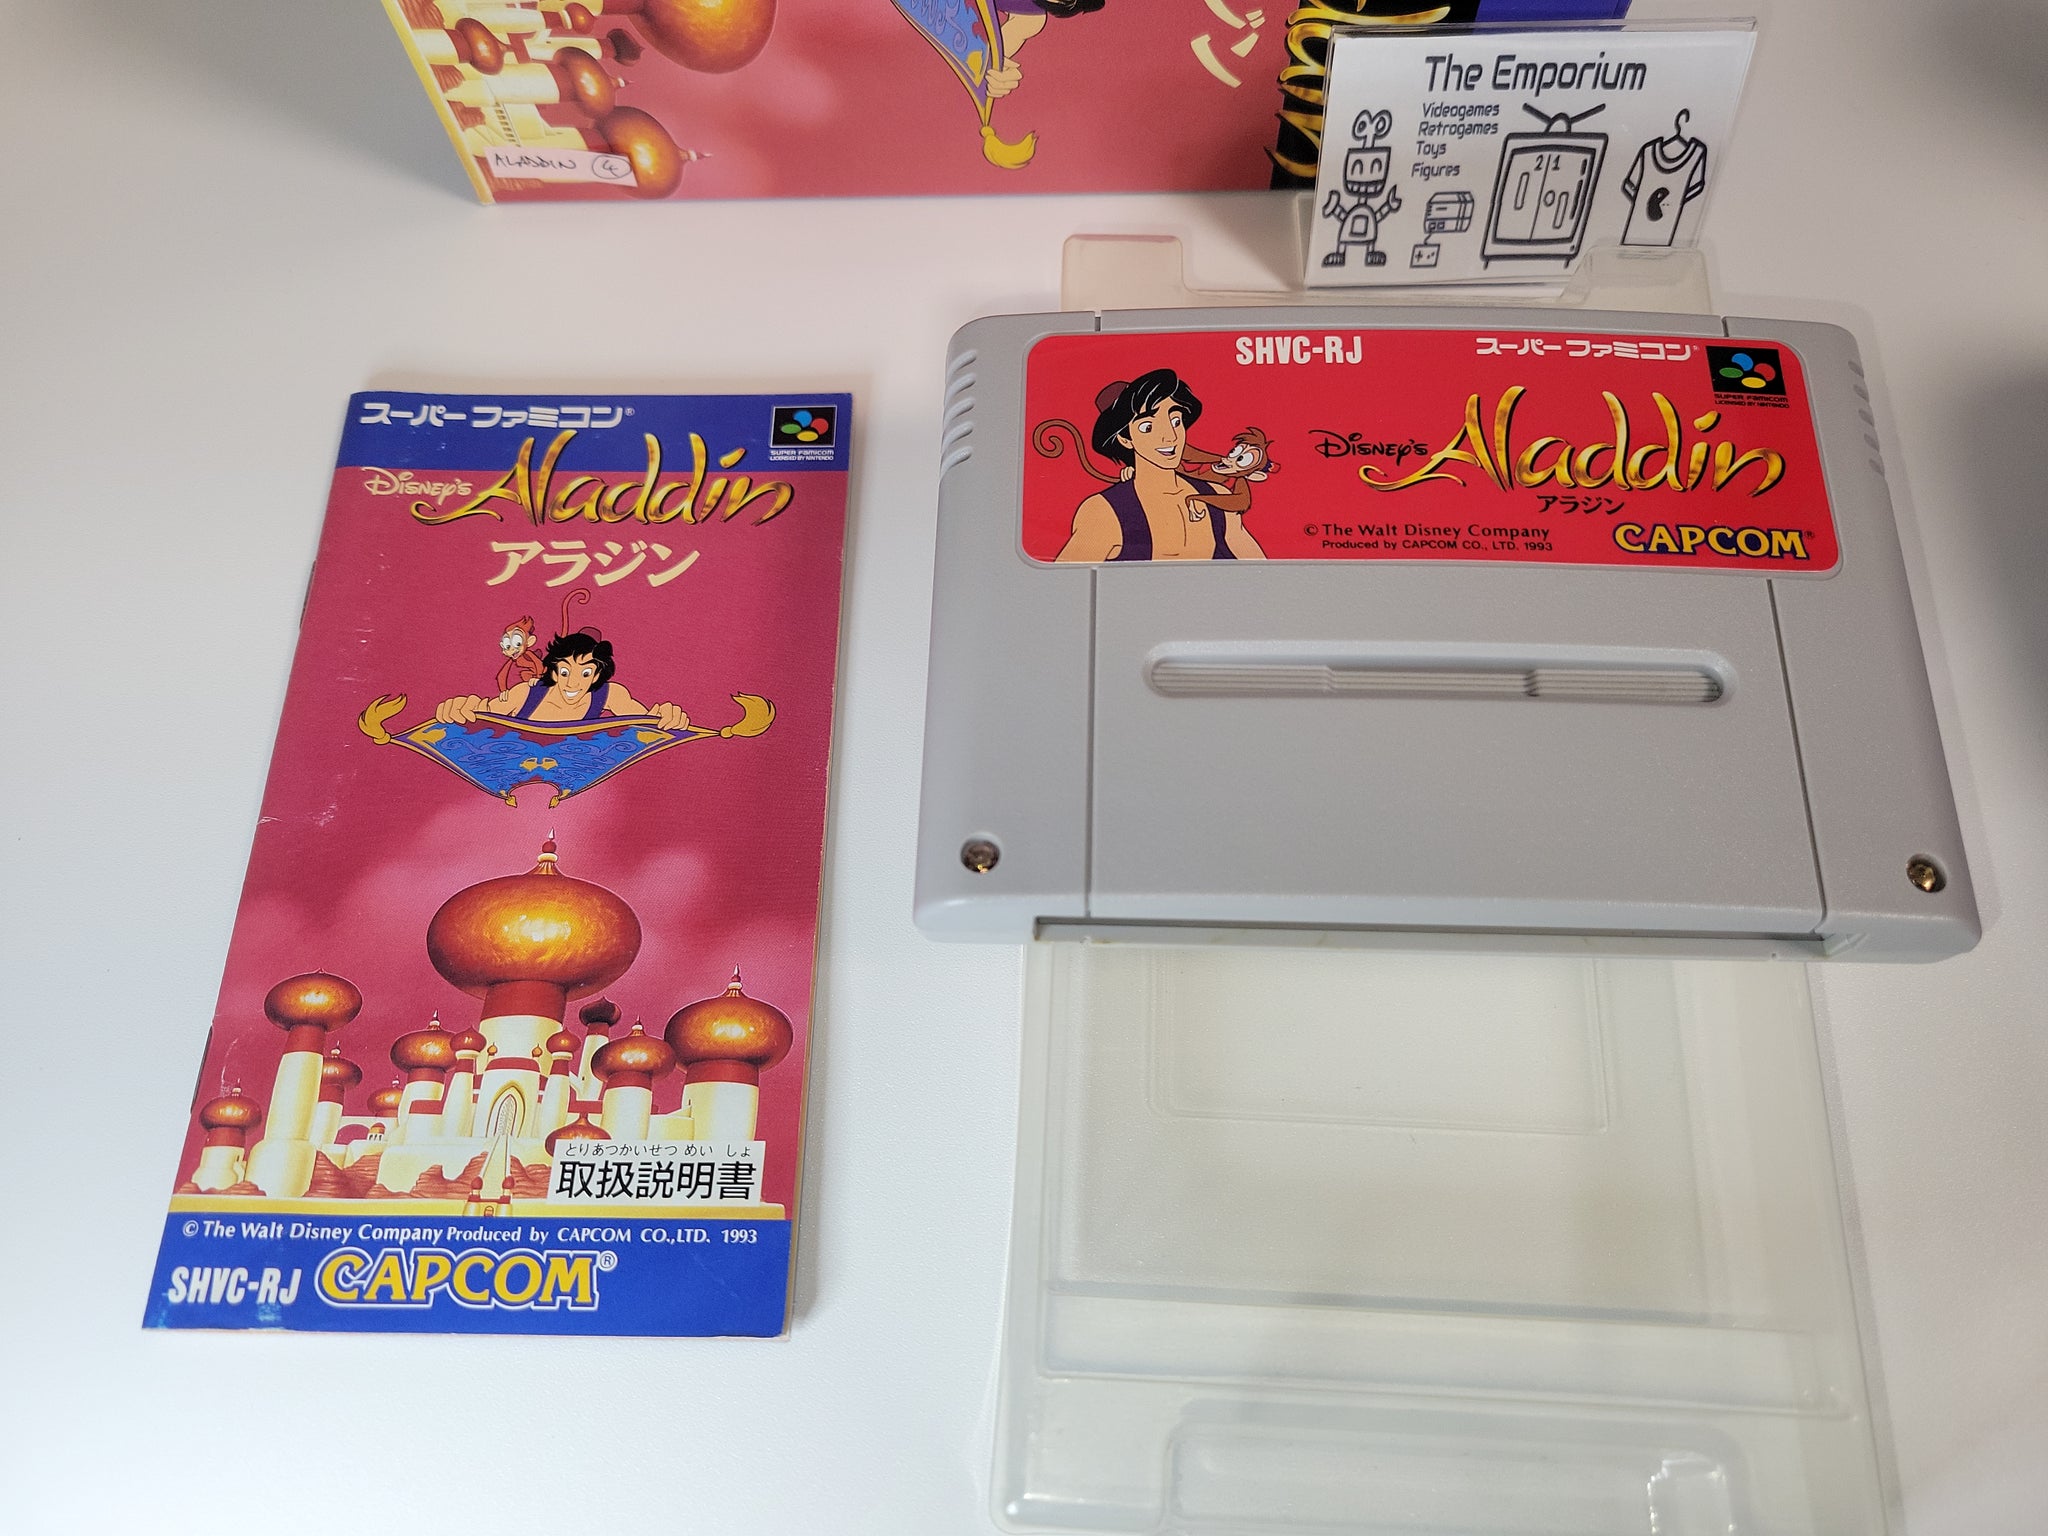 ジン
ALADDIN 4
The Emporium
Videogames
Retrogames
Toys
Figures
2 1
スーパーファミコン®
SUPER FAMICOM
LICENSED BY NINTENDO
DISNEY'S Aladdin
アラジン
とりあつかいせつめいしょ
取扱説明書
© The Walt Disney Company Produced by CAPCOM CO.,LTD. 1993
SHVC-RJ CAPCOM®
SHVC-RJ スーパーファミコン®
SUPER FAMICOM
LICENSED BY NINTENDO
DISNEY'S Aladdin
アラジン
© The Walt Disney Company
Produced by CAPCOM CO., LTD. 1993
CAPCOM®